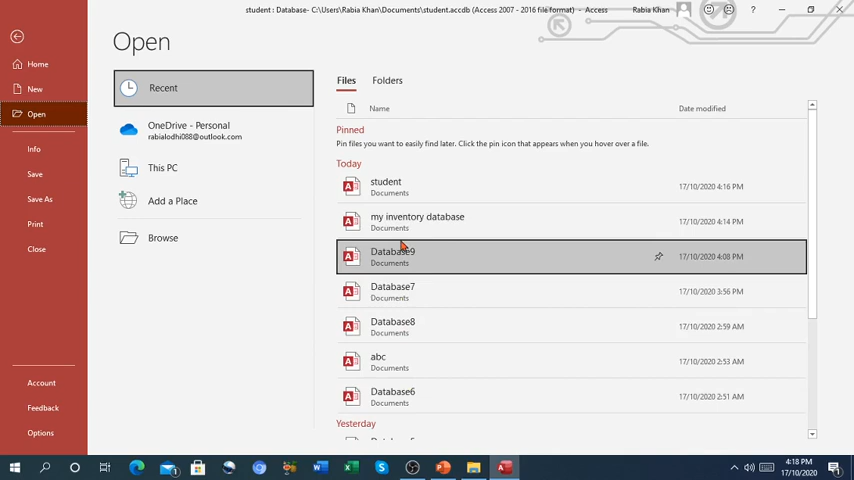 student : Database- C:\Users\Rabia Khan\Documents\student.accdb (Access 2007 - 2016 file format) - Access
Rabia Khan
?
Open
Home
New
Open
Info
Save
Save As
Print
Close
Account
Feedback
Options
Recent
OneDrive - Personal
rabialodhi088@outlook.com
This PC
Add a Place
Browse
Files Folders
Name Date modified
Pinned
Pin files you want to easily find later. Click the pin icon that appears when you hover over a file.
Today
student 17/10/2020 4:16 PM
Documents
my inventory database 17/10/2020 4:14 PM
Documents
Database9 17/10/2020 4:08 PM
Documents
Database7 17/10/2020 3:56 PM
Documents
Database8 17/10/2020 2:59 AM
Documents
abc 17/10/2020 2:53 AM
Documents
Database6 17/10/2020 2:51 AM
Documents
Yesterday
4:18 PM
17/10/2020